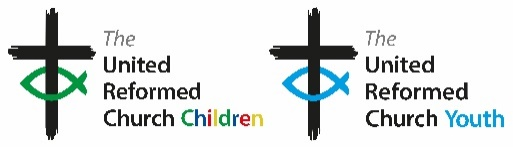 The
United
Reformed
Church Children
The
United
Reformed
Church Youth